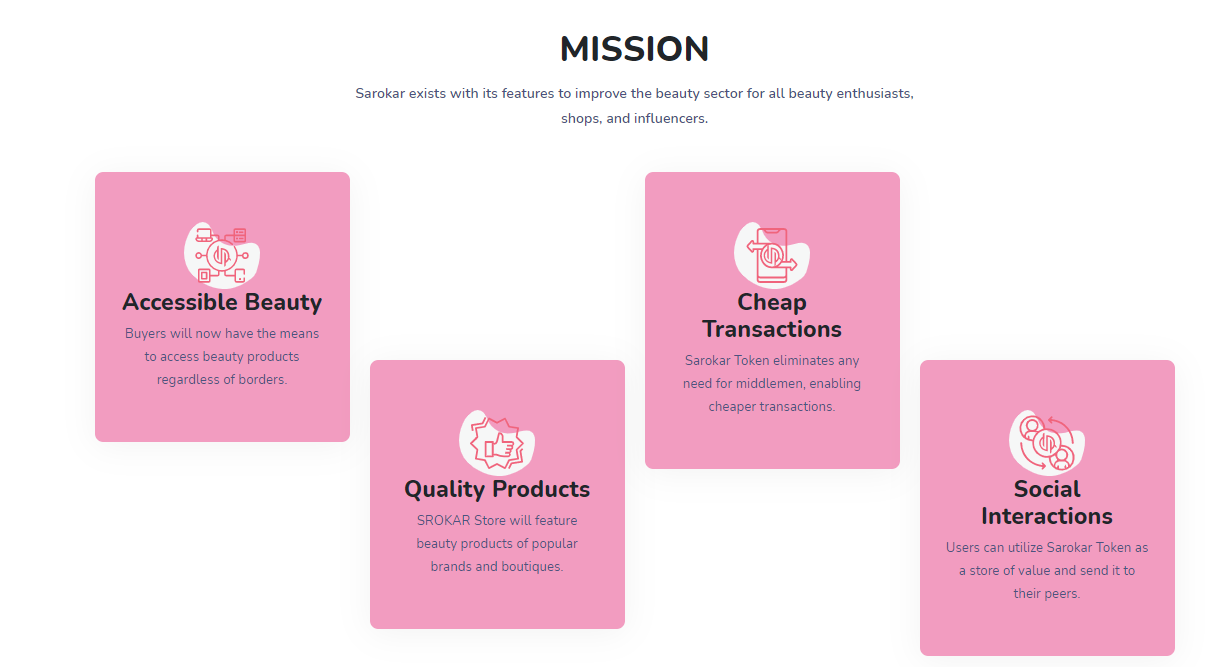 MISSION
Sarokar exists with its features to improve the beauty sector for all beauty enthusiasts,
shops, and influencers.
Accessible Beauty
Buyers will now have the means
to access beauty products
regardless of borders.
Quality Products
SROKAR Store will feature
beauty products of popular
brands and boutiques.
Cheap
Transactions
Sarokar Token eliminates any
need for middlemen, enabling
cheaper transactions.
Social
Interactions
Users can utilize Sarokar Token as
a store of value and send it to
their peers.